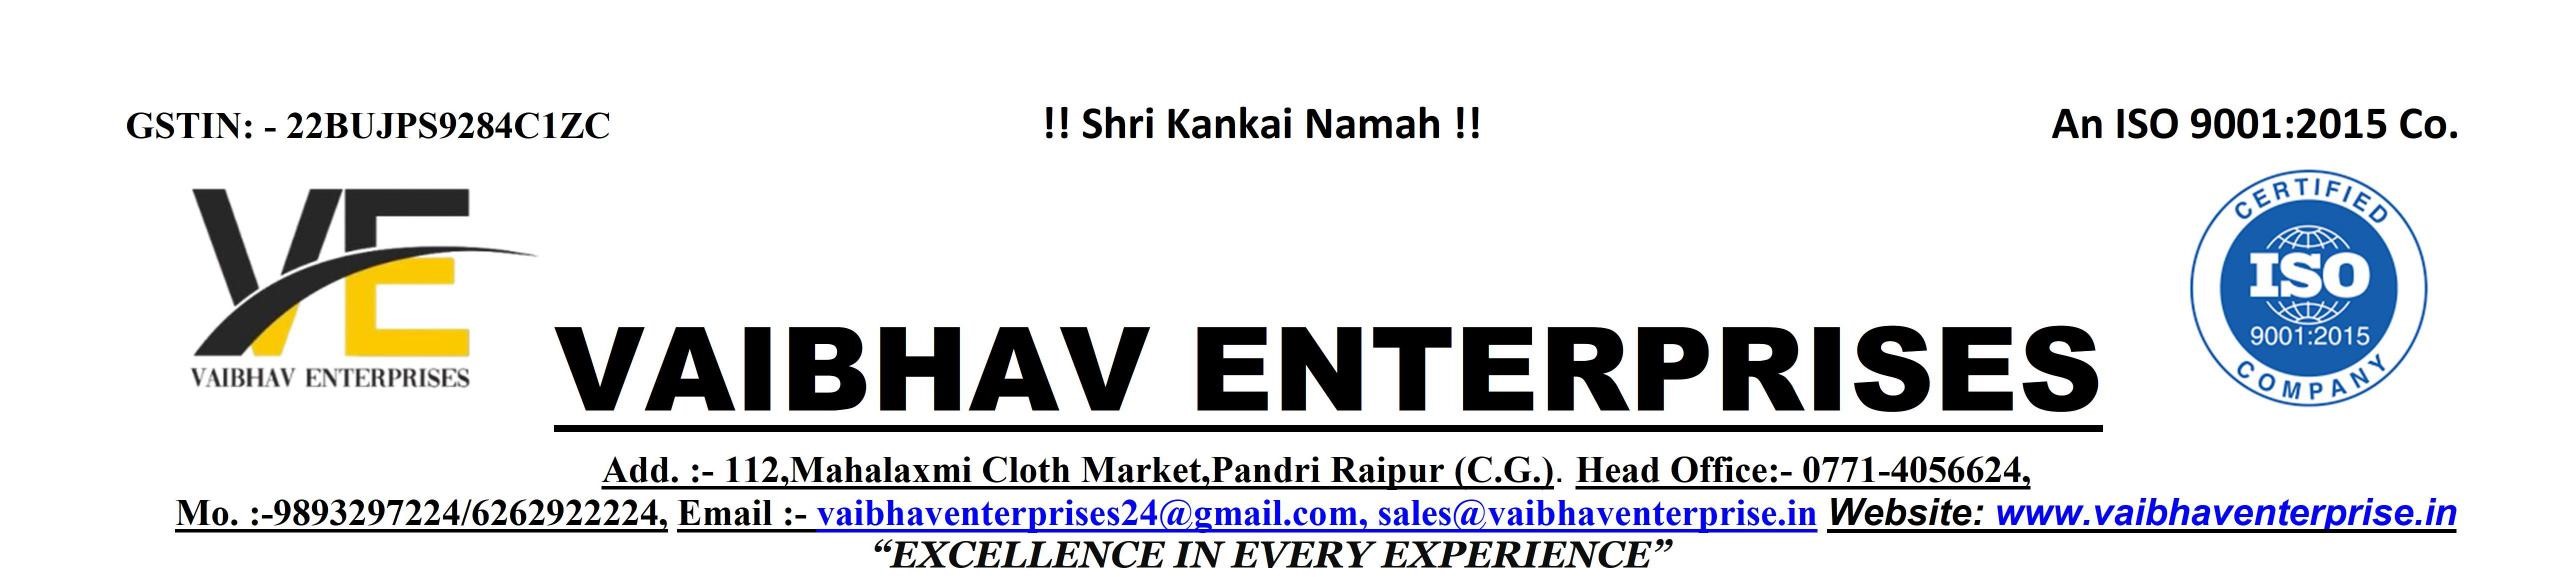 GSTIN: - 22BUJPS9284C1ZC !! Shri Kankai Namah !! An ISO 9001:2015 Co.
VE
VAIBHAV ENTERPRISES
CERTIFIED
ISO
9001:2015
COMPANY
VAIBHAV ENTERPRISES
Add. :- 112,Mahalaxmi Cloth Market,Pandri Raipur (C.G.). Head Office:- 0771-4056624,
Mo. :-9893297224/6262922224, Email :- vaibhaventerprises24@gmail.com, sales@vaibhaventerprise.in Website: www.vaibhaventerprise.in
“EXCELLENCE IN EVERY EXPERIENCE”